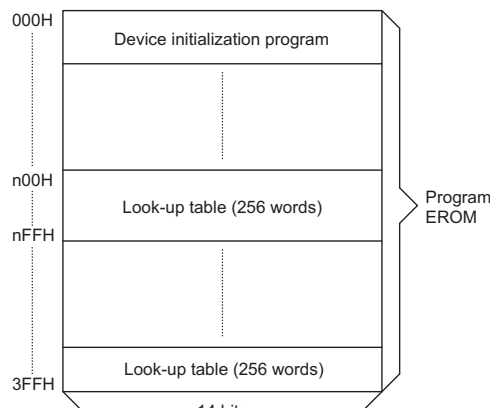 000H
Device initialization program
n00H
Look-up table (256 words)
nFFH
Program
EROM
Look-up table (256 words)
3FFH